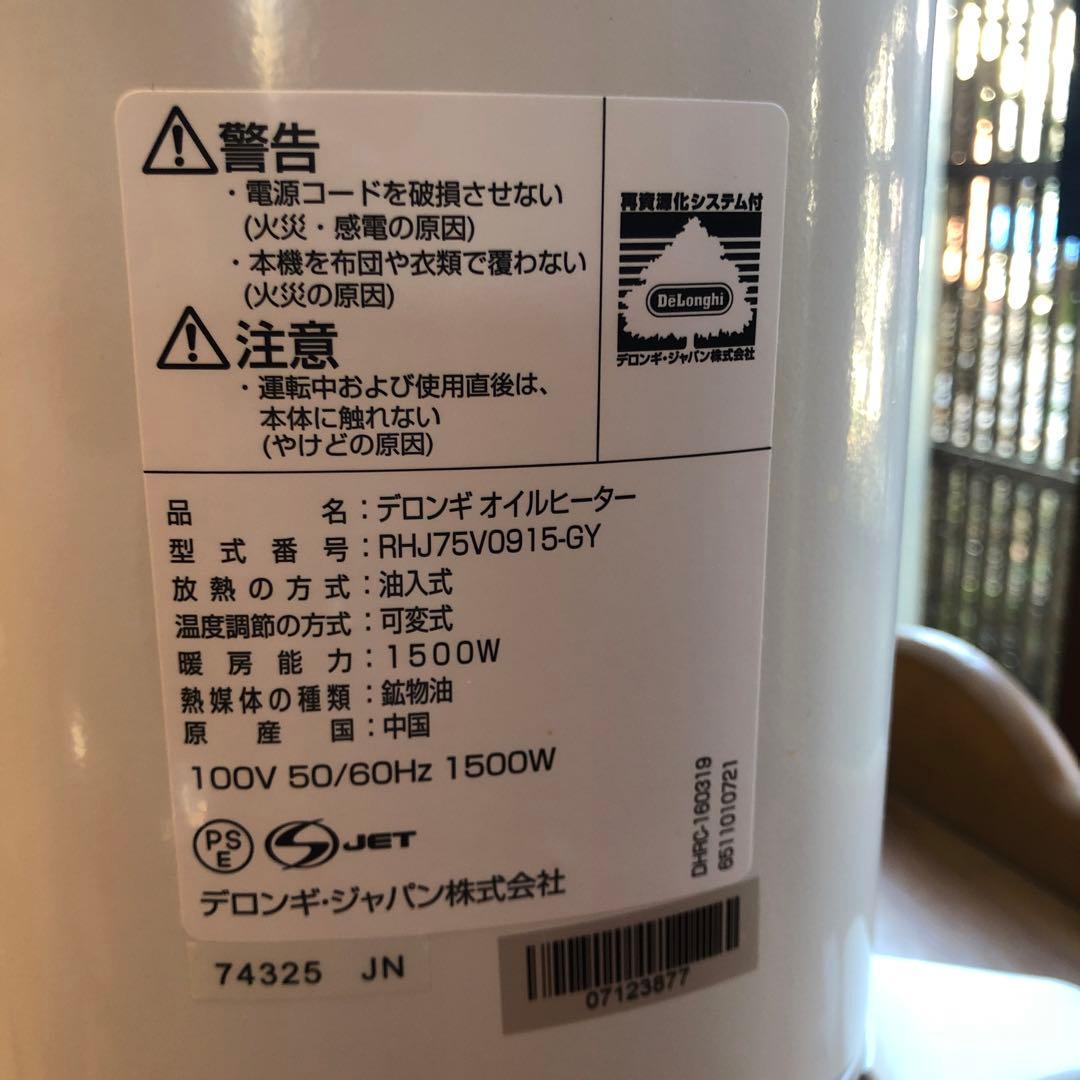 警告
・電源コードを破損させない
(火災・感電の原因)
・本機を布団や衣類で覆わない
(火災の原因)
注意
・運転中および使用直後は、
本体に触れない
(やけどの原因)
再資源化システム付
DeLonghi
デロンギ・ジャパン株式会社
品名：デロンギ オイルヒーター
型式番号：RHJ75V0915-GY
放熱の方式：油入式
温度調節の方式：可変式
暖房能力：1500W
熱媒体の種類：鉱物油
原産国：中国
100V 50/60Hz 1500W
PSE JET
デロンギ・ジャパン株式会社
DHRC-160319
6511010721
74325 JN
07123877